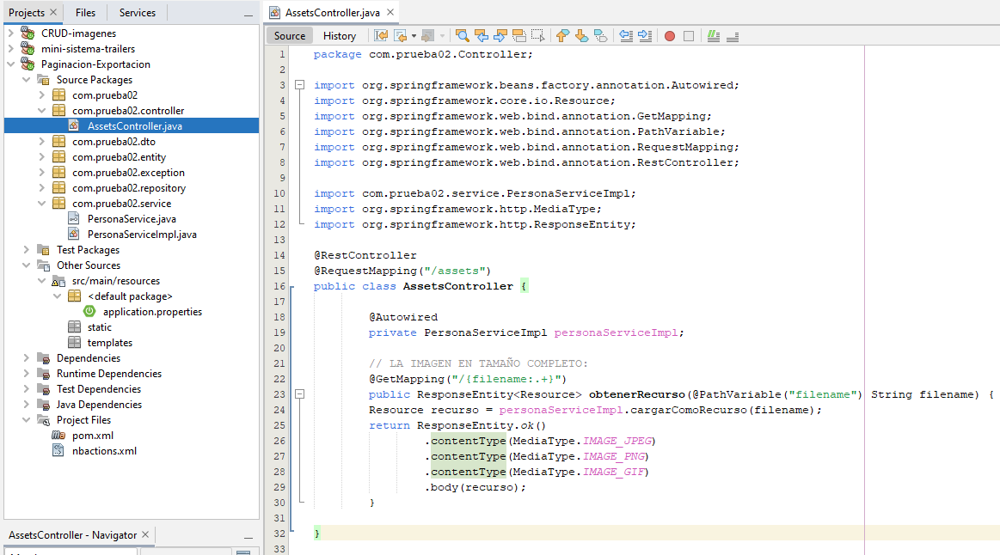 Projects
Files
Services
CRUD-imagenes
mini-sistema-trailers
Paginacion-Exportacion
Source Packages
com.prueba02
com.prueba02.controller
AssetsController.java
com.prueba02.dto
com.prueba02.entity
com.prueba02.exception
com.prueba02.repository
com.prueba02.service
PersonaService.java
PersonaServiceImpl.java
Test Packages
Other Sources
src/main/resources
<default package>
application.properties
static
templates
Dependencies
Runtime Dependencies
Test Dependencies
Java Dependencies
Project Files
pom.xml
nbactions.xml
AssetsController - Navigator
AssetsController.java
Source History
1 package com.prueba02.Controller;
2
3 import org.springframework.beans.factory.annotation.Autowired;
4 import org.springframework.core.io.Resource;
5 import org.springframework.web.bind.annotation.GetMapping;
6 import org.springframework.web.bind.annotation.PathVariable;
7 import org.springframework.web.bind.annotation.RequestMapping;
8 import org.springframework.web.bind.annotation.RestController;
9
10 import com.prueba02.service.PersonaServiceImpl;
11 import org.springframework.http.MediaType;
12 import org.springframework.http.ResponseEntity;
13
14 @RestController
15 @RequestMapping("/assets")
16 public class AssetsController {
17
18 @Autowired
19 private PersonaServiceImpl personaServiceImpl;
20
21 // LA IMAGEN EN TAMAÑO COMPLETO:
22 @GetMapping("/{filename:.+}")
23 public ResponseEntity<Resource> obtenerRecurso(@PathVariable("filename") String filename) {
24 Resource recurso = personaServiceImpl.cargarComoRecurso(filename);
25 return ResponseEntity.ok()
26 .contentType(MediaType.IMAGE_JPEG)
27 .contentType(MediaType.IMAGE_PNG)
28 .contentType(MediaType.IMAGE_GIF)
29 .body(recurso);
30 }
31
32 }
33